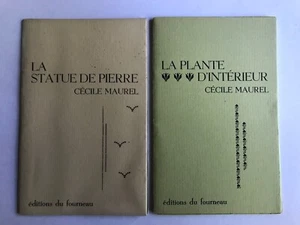 LA
STATUE DE PIERRE
CÉCILE MAUREL
éditions du fourneau
LA PLANTE
D'INTÉRIEUR
CÉCILE MAUREL
éditions du fourneau